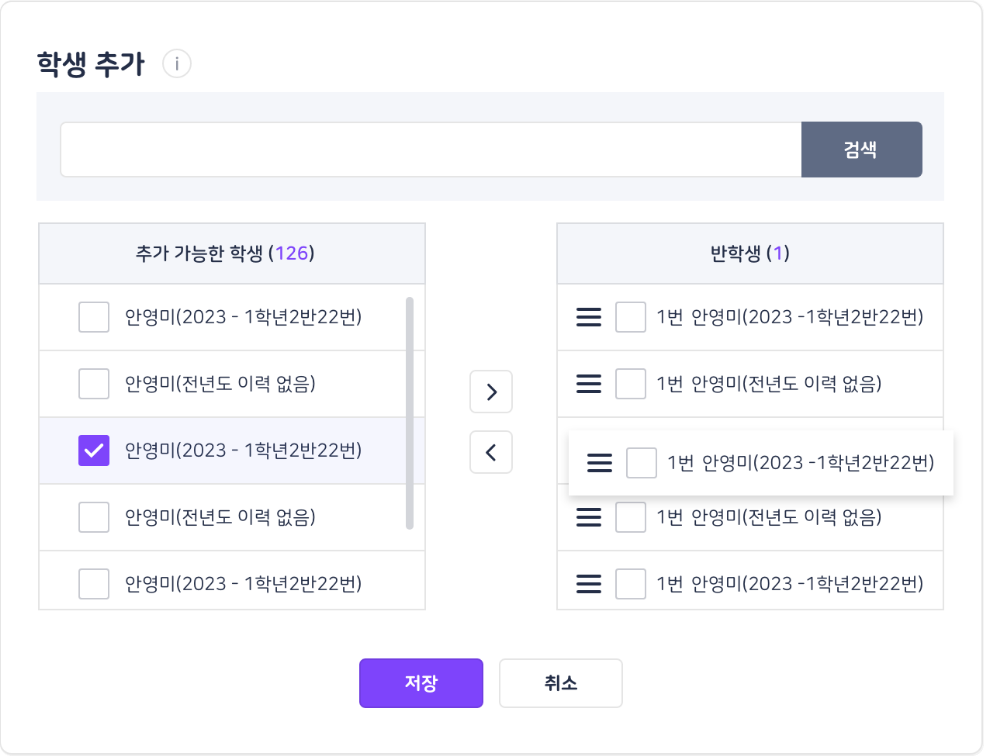 학생 추가 i
검색
추가 가능한 학생 (126)
안영미(2023 - 1학년2반22번)
안영미(전년도 이력 없음)
안영미(2023 - 1학년2반22번)
안영미(전년도 이력 없음)
안영미(2023 - 1학년2반22번)
반학생 (1)
1번 안영미(2023 -1학년2반22번)
1번 안영미(전년도 이력 없음)
1번 안영미(2023 -1학년2반22번)
1번 안영미(전년도 이력 없음)
1번 안영미(2023 -1학년2반22번)
저장
취소